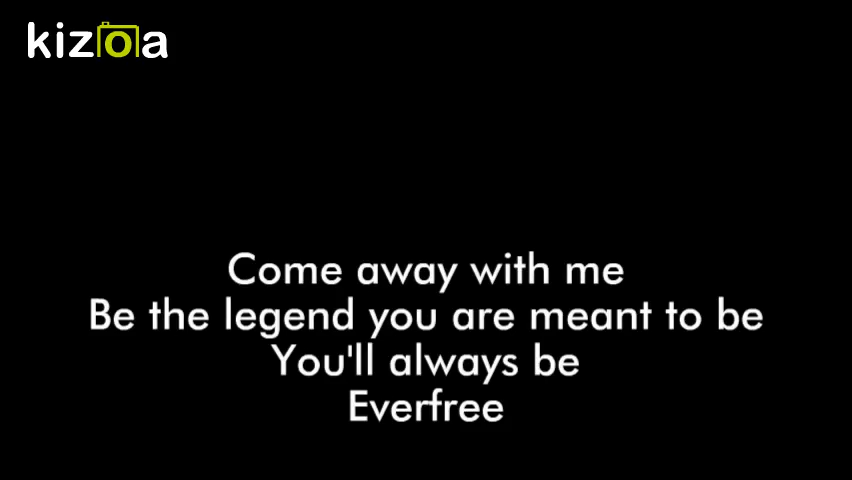 kizoa
Come away with me
Be the legend you are meant to be
You'll always be
Everfree